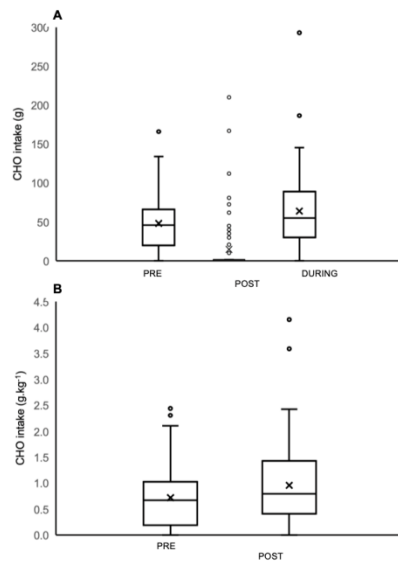 A
300
250
200
150
100
50
0
CHO intake (g)
PRE
POST
DURING
B
4.5
4.0
3.5
3.0
2.5
2.0
1.5
1.0
0.5
0.0
CHO intake (g.kg⁻¹)
PRE
POST